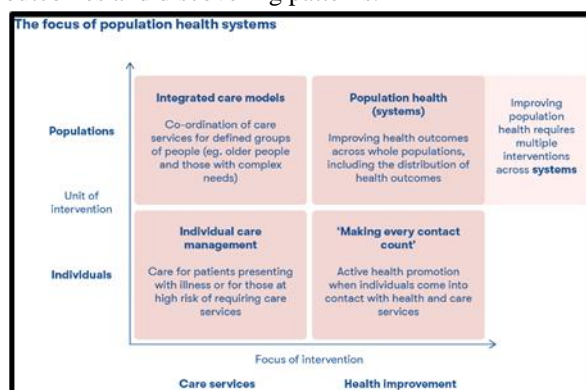 The focus of population health systems
Integrated care models
Co-ordination of care
services for defined groups
of people (eg, older people
and those with complex
needs)
Population health
(systems)
Improving health outcomes
across whole populations,
including the distribution of
health outcomes
Improving
population
health requires
multiple
interventions
across systems
Populations
Unit of
intervention
Individual care
management
Care for patients presenting
with illness or for those at
high risk of requiring care
services
‘Making every contact
count’
Active health promotion
when individuals come into
contact with health and care
services
Individuals
Focus of intervention
Care services
Health improvement